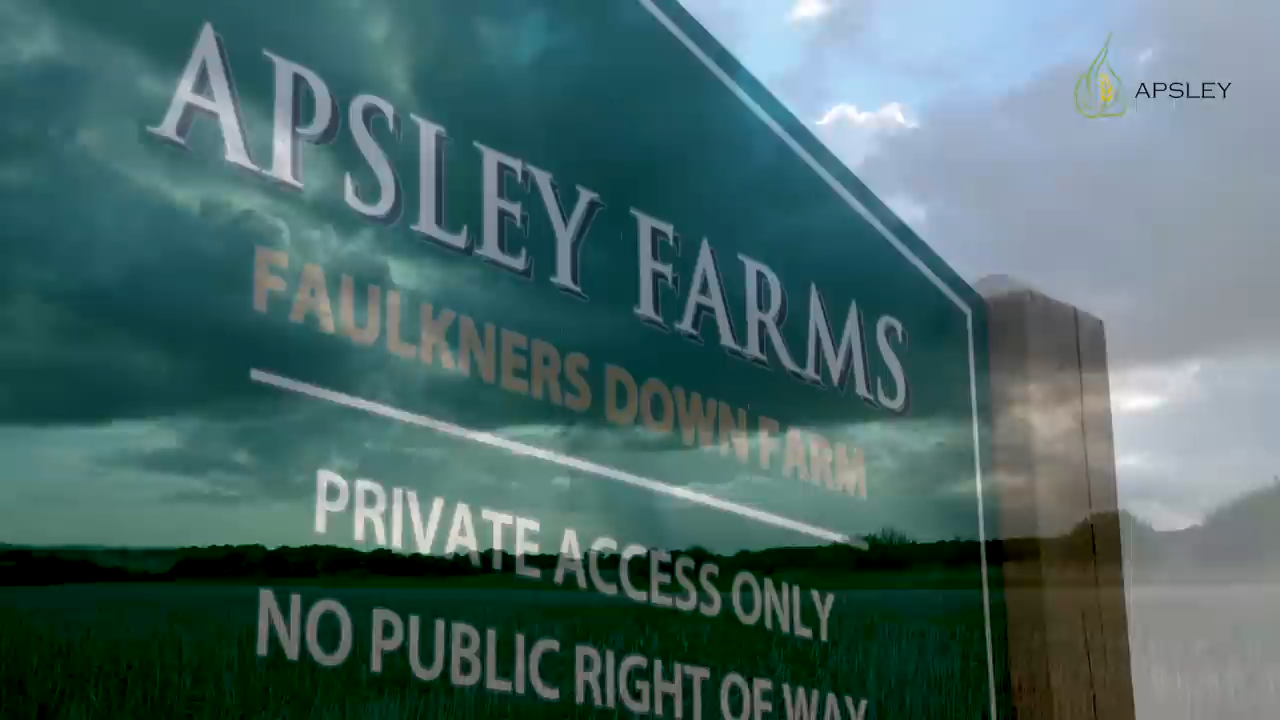 APSLEY
APSLEY FARMS
FAULKNERS DOWN FARM
PRIVATE ACCESS ONLY
NO PUBLIC RIGHT OF WAY